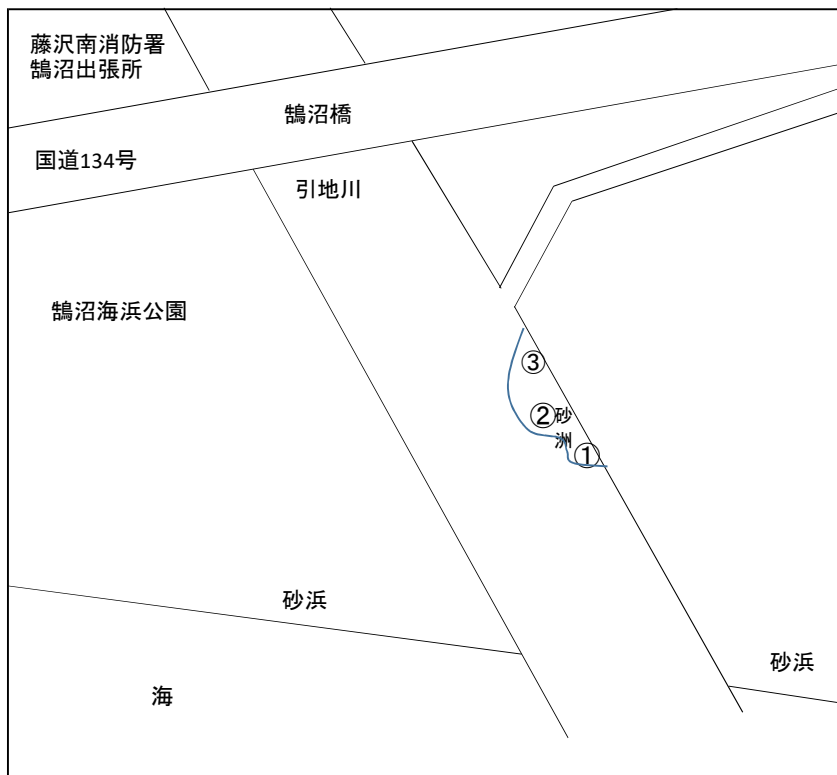 藤沢南消防署
鵠沼出張所
鵠沼橋
国道134号
引地川
鵠沼海浜公園
③
②
砂洲
①
砂浜
砂浜
海